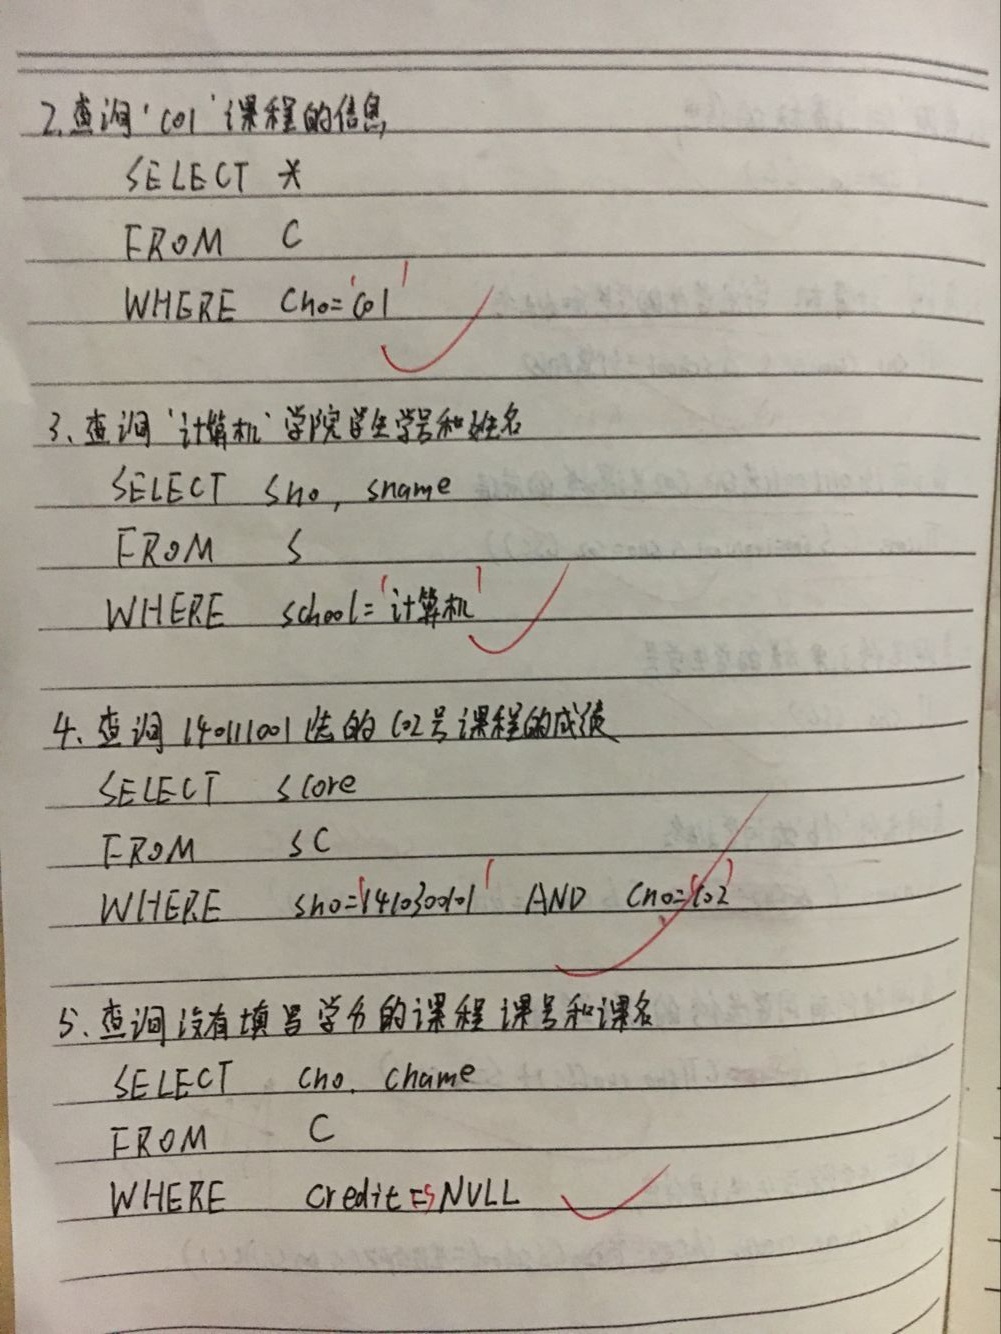 2.查询'C01'课程的信息
SELECT *
FROM C
WHERE Cno='C01'
3、查询'计算机'学院学生学号和姓名
SELECT sno, sname
FROM S
WHERE school='计算机'
4、查询140111001选的C02号课程的成绩
SELECT score
FROM SC
WHERE sno='1410300101' AND Cno='C02'
5、查询没有填写学分的课程课号和课名
SELECT cno, cname
FROM C
WHERE credit NULL